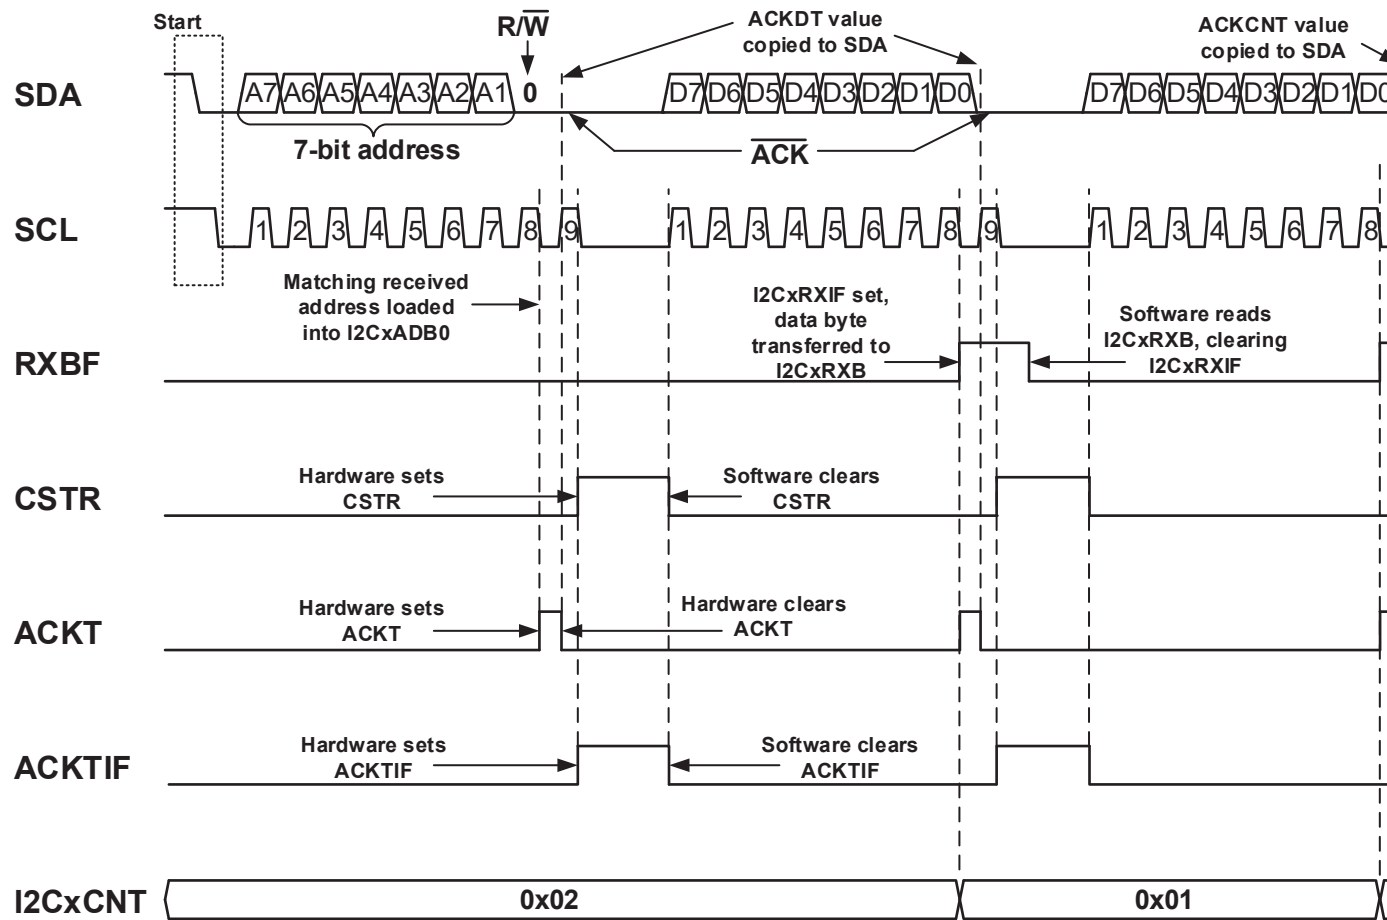 Start
R/W
ACKDT value
copied to SDA
ACKCNT value
copied to SDA
SDA
A7 A6 A5 A4 A3 A2 A1 0
D7 D6 D5 D4 D3 D2 D1 D0
D7 D6 D5 D4 D3 D2 D1 D0
7-bit address
ACK
SCL
1 2 3 4 5 6 7 8 9
1 2 3 4 5 6 7 8 9
1 2 3 4 5 6 7 8
Matching received
address loaded
into I2CxADB0
I2CxRXIF set,
data byte
transferred to
I2CxRXB
Software reads
I2CxRXB, clearing
I2CxRXIF
RXBF
CSTR
Hardware sets
CSTR
Software clears
CSTR
ACKT
Hardware sets
ACKT
Hardware clears
ACKT
ACKTIF
Hardware sets
ACKTIF
Software clears
ACKTIF
I2CxCNT
0x02
0x01